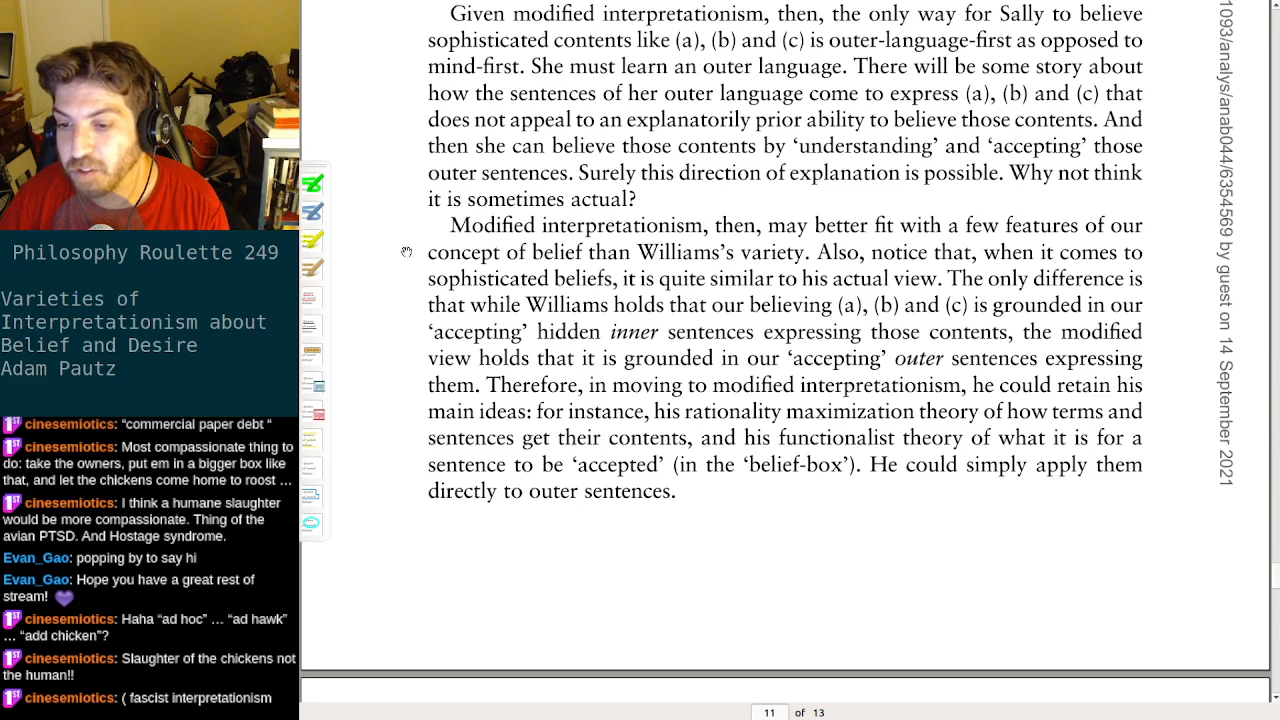 Given modified interpretationism, then, the only way for Sally to believe
sophisticated contents like (a), (b) and (c) is outer-language-first as opposed to
mind-first. She must learn an outer language. There will be some story about
how the sentences of her outer language come to express (a), (b) and (c) that
does not appeal to an explanatorily prior ability to believe those contents. And
then she can believe those contents by ‘understanding’ and ‘accepting’ those
outer sentences. Surely this direction of explanation is possible. Why not think
it is sometimes actual?
Modified interpretationism, then, may better fit with a few features of our
concept of belief than Williams’s variety. Also, notice that, when it comes to
sophisticated beliefs, it is quite similar to his actual view. The only difference is
that while Williams holds that our believing (a), (b) and (c) is grounded in our
‘accepting’ hidden inner sentences expressing these contents, the modified
view holds that it is grounded in our ‘accepting’ outer sentences expressing
them. Therefore, in moving to modified interpretationism, he could retain his
main ideas: for instance, his rationality maximization theory of how terms and
sentences get their contents and his functionalist theory of what it is for a
sentence to be ‘accepted’ (in the ‘belief-box’). He could simply apply them
directly to outer sentences.
1093/analys/anab044/6354569 by guest on 14 September 2021
Philosophy Roulette 249
Varieties of
Interpretationism about
Belief and Desire
Adam Pautz
cinesemiotics: “commercial paper debt “
cinesemiotics: Most compassionate thing to
do: take the owners, put em in a bigger box like
that, and let the chickens come home to roost …
cinesemiotics: I think a humane slaughter
would be more compassionate. Thing of the
avian PTSD. And Hostage syndrome.
Evan_Gao: popping by to say hi
Evan_Gao: Hope you have a great rest of
stream!
cinesemiotics: Haha “ad hoc” … “ad hawk”
… “add chicken”?
cinesemiotics: Slaughter of the chickens not
the human!!
cinesemiotics: ( fascist interpretationism
11 of 13